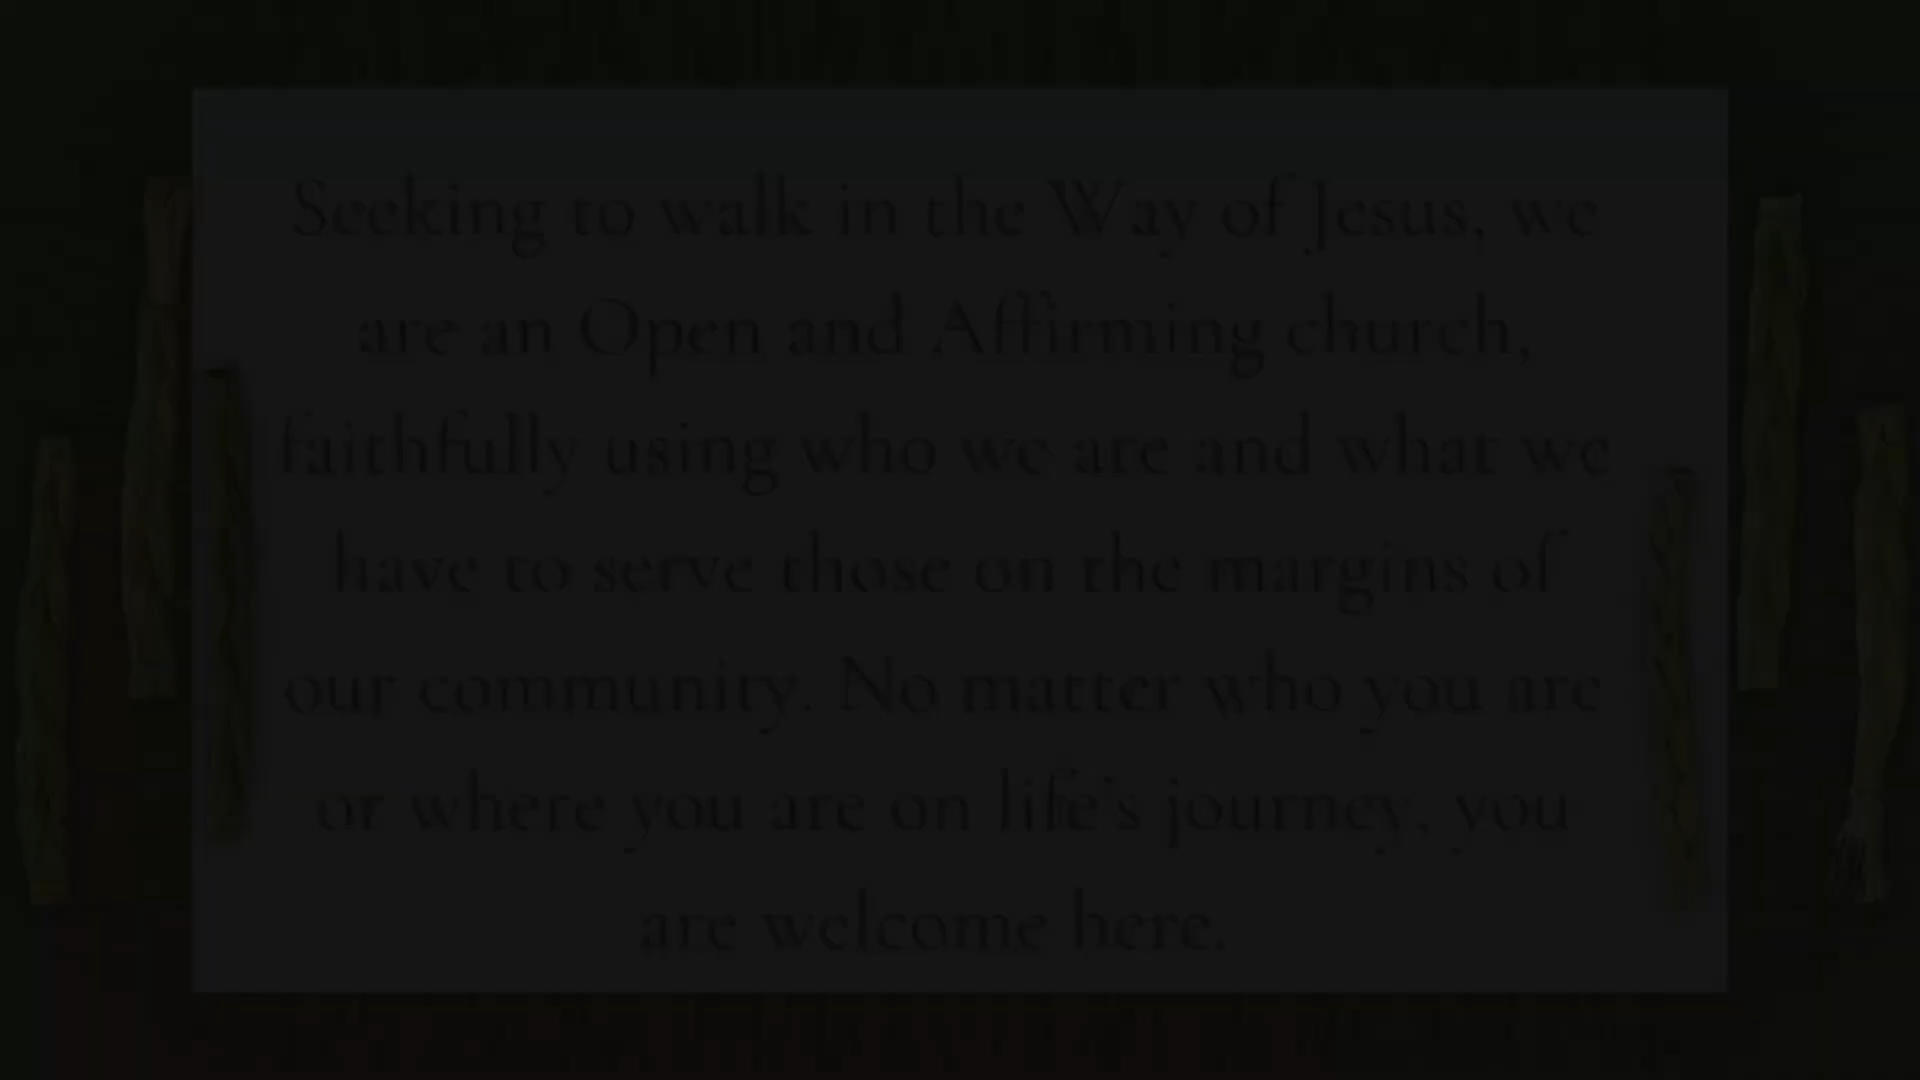 Seeking to walk in the Way of Jesus, we
are an Open and Affirming church,
faithfully using who we are and what we
have to serve those on the margins of
our community. No matter who you are
or where you are on life's journey, you
are welcome here.